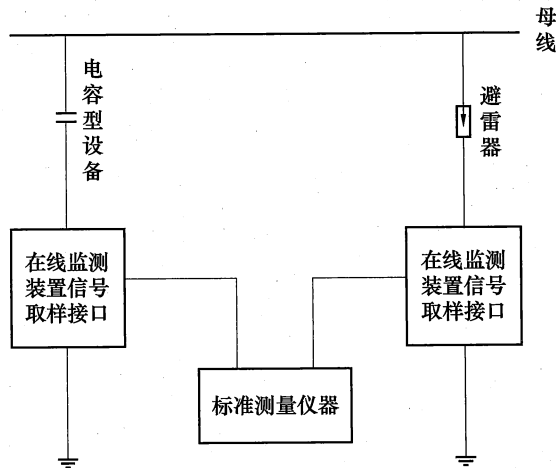 母线
电容型设备
避雷器
在线监测
装置信号
取样接口
在线监测
装置信号
取样接口
标准测量仪器